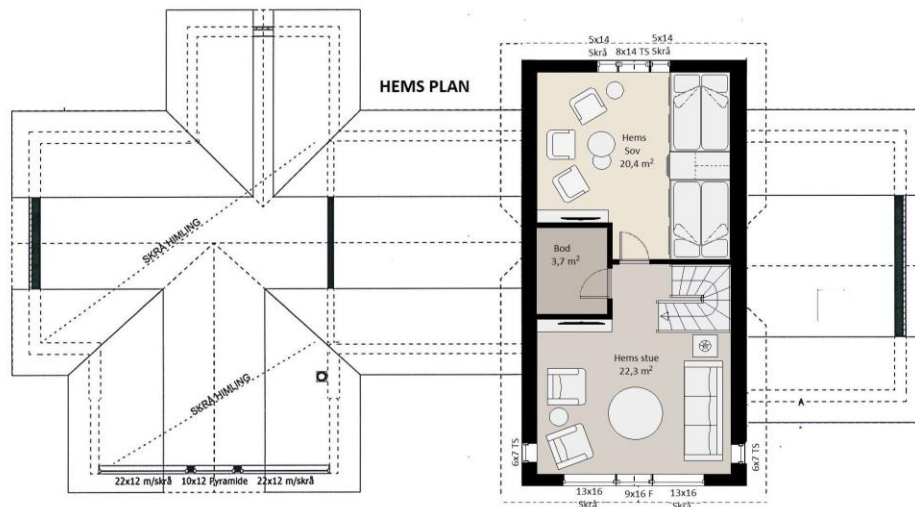 5x14
Skrå
8x14 TS
5x14
Skrå
HEMS PLAN
Hems
Sov
20,4 m²
SKRÅ HIMLING
Bod
3,7 m²
Hems stue
22,3 m²
SKRÅ HIMLING
A
6x7 TS
6x7 TS
22x12 m/skrå
10x12 Pyramide
22x12 m/skrå
13x16
Skrå
9x16 F
13x16
Skrå